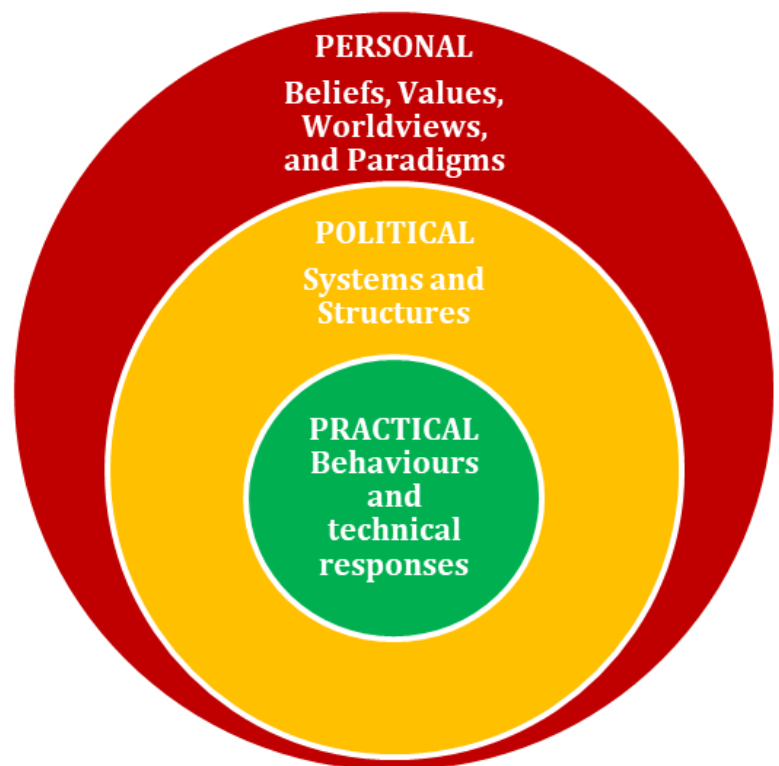 PERSONAL
Beliefs, Values,
Worldviews,
and Paradigms
POLITICAL
Systems and
Structures
PRACTICAL
Behaviours
and
technical
responses